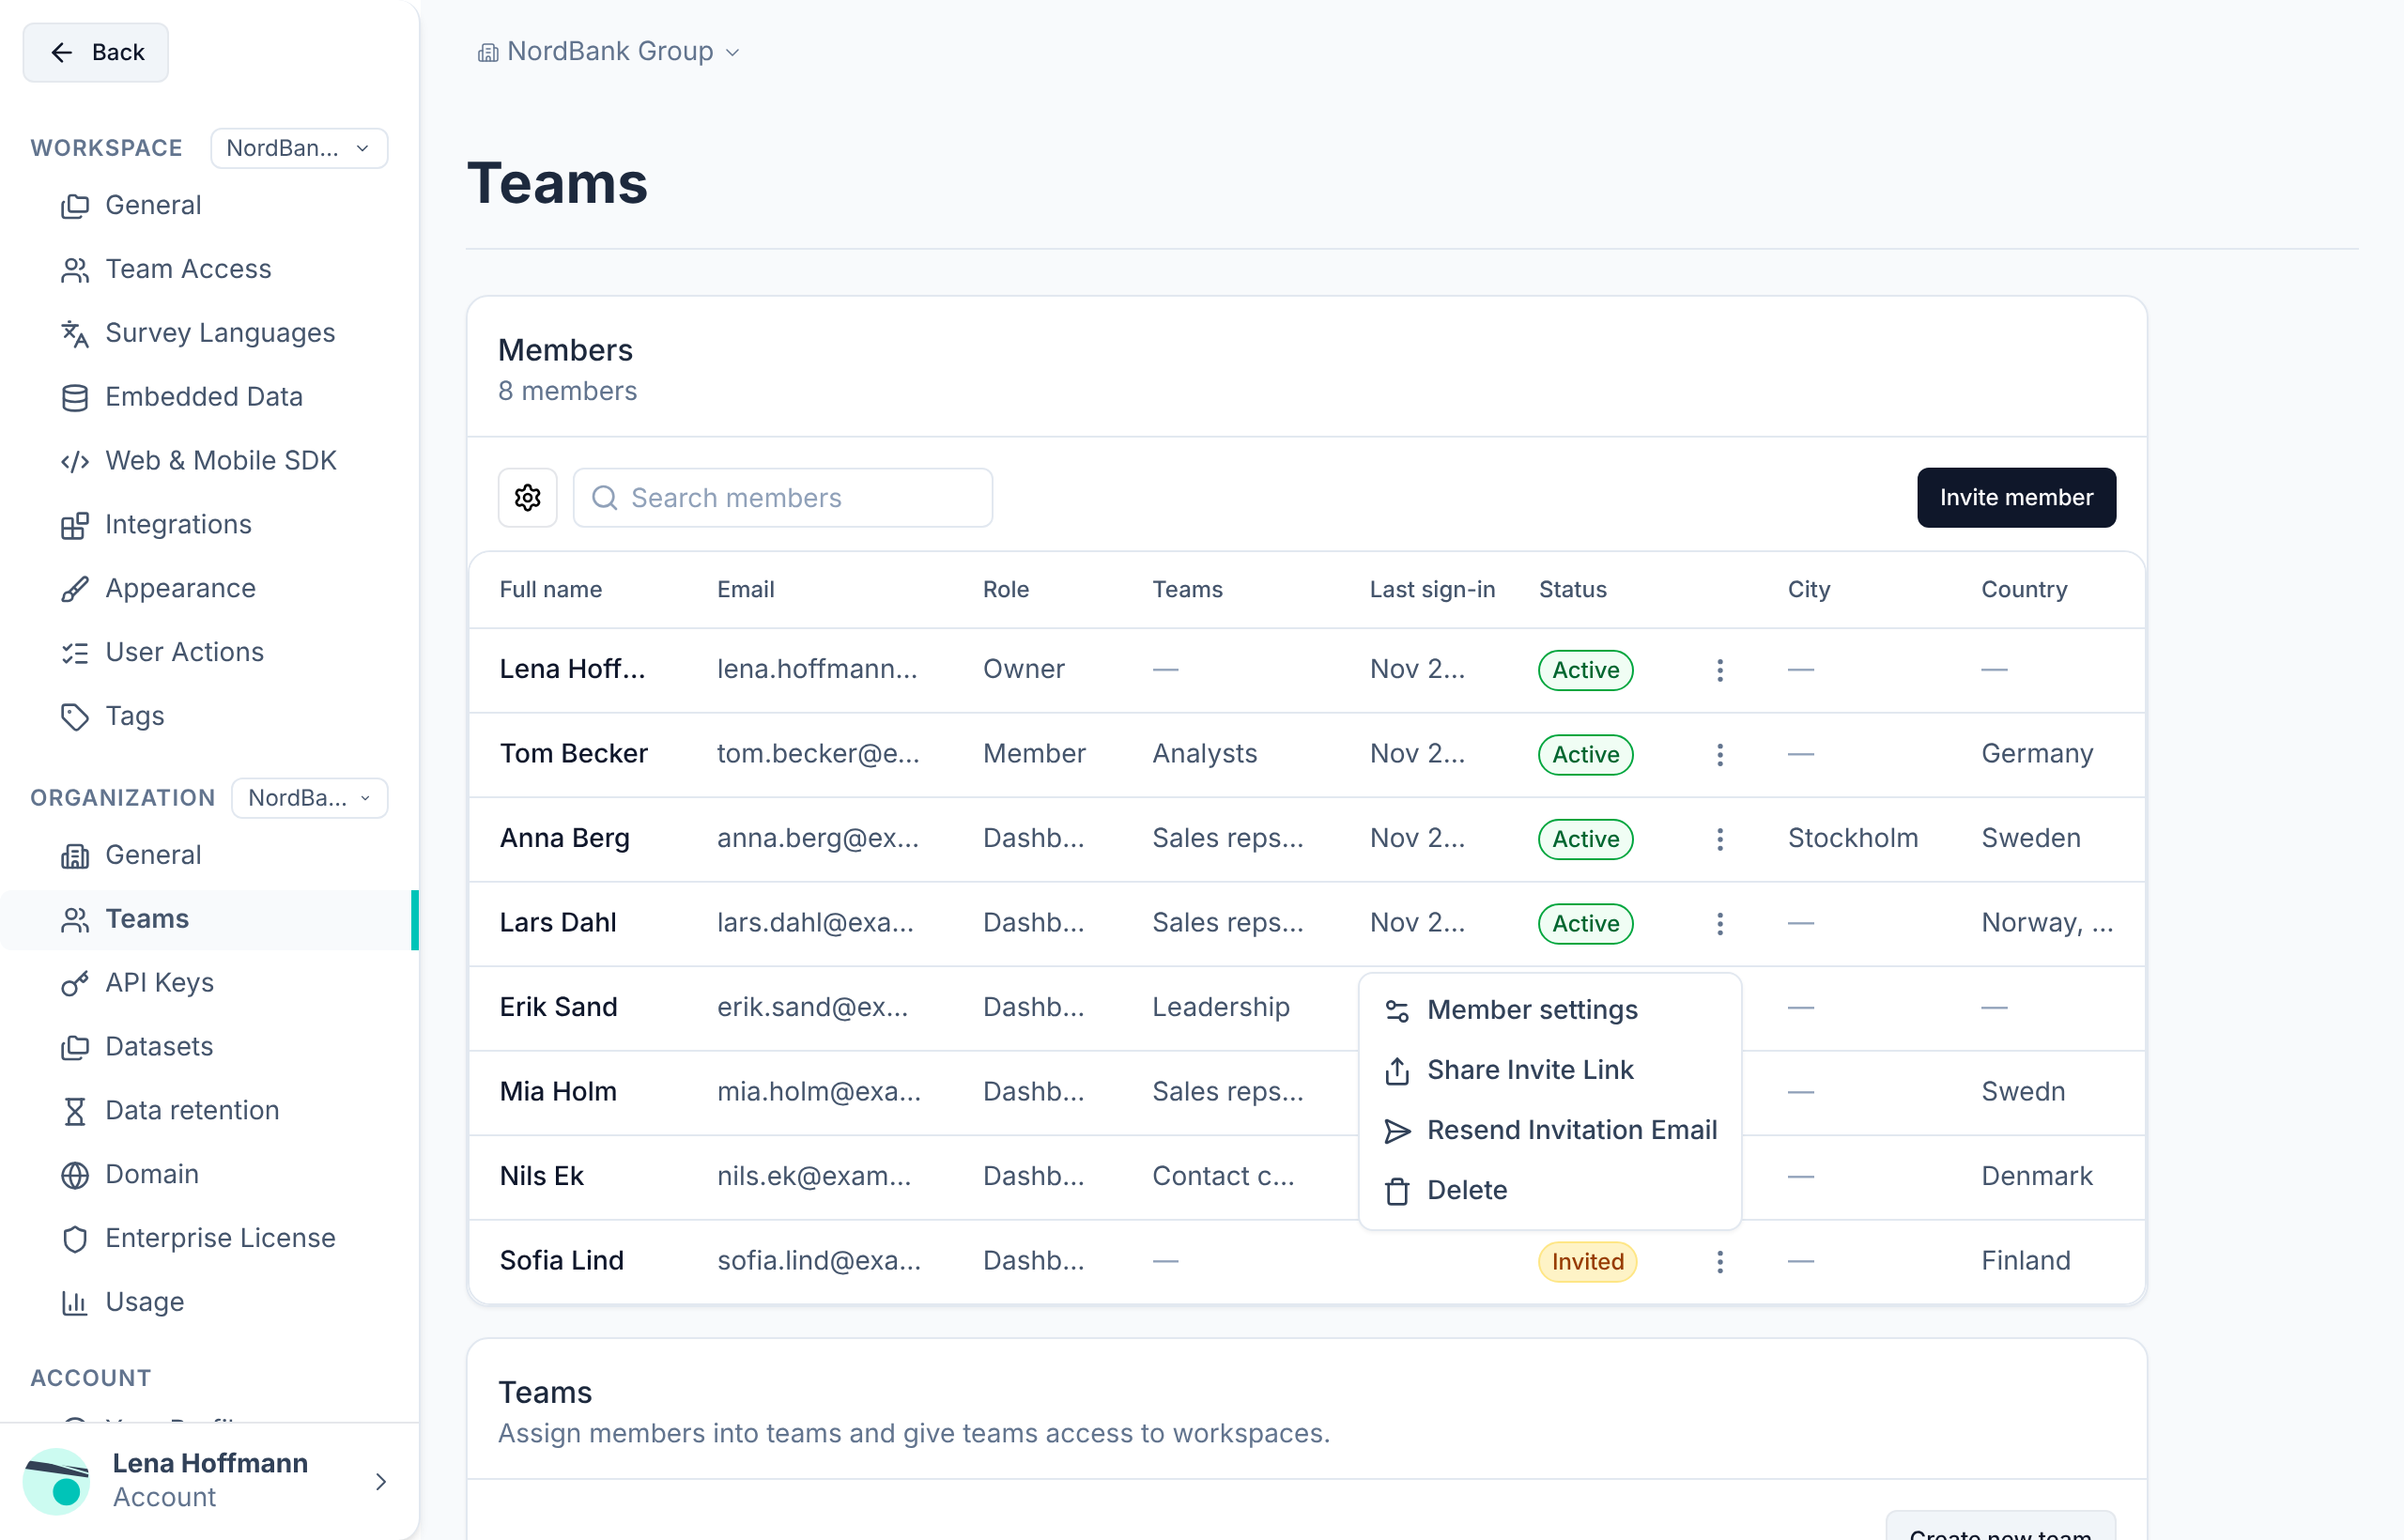 Back
WORKSPACE
NordBan...
General
Team Access
Survey Languages
Embedded Data
Web & Mobile SDK
Integrations
Appearance
User Actions
Tags
ORGANIZATION
NordBa...
General
Teams
API Keys
Datasets
Data retention
Domain
Enterprise License
Usage
ACCOUNT
Lena Hoffmann
Account
NordBank Group
Teams
Members
8 members
Search members
Invite member
Full name Email Role Teams Last sign-in Status City Country
Lena Hoff... lena.hoffmann... Owner — Nov 2... Active — —
Tom Becker tom.becker@e... Member Analysts Nov 2... Active — Germany
Anna Berg anna.berg@ex... Dashb... Sales reps... Nov 2... Active Stockholm Sweden
Lars Dahl lars.dahl@exa... Dashb... Sales reps... Nov 2... Active — Norway, ...
Erik Sand erik.sand@ex... Dashb... Leadership — —
Mia Holm mia.holm@exa... Dashb... Sales reps... — Swedn
Nils Ek nils.ek@exam... Dashb... Contact c... — Denmark
Sofia Lind sofia.lind@exa... Dashb... — Invited — Finland
Member settings
Share Invite Link
Resend Invitation Email
Delete
Teams
Assign members into teams and give teams access to workspaces.
Create new team